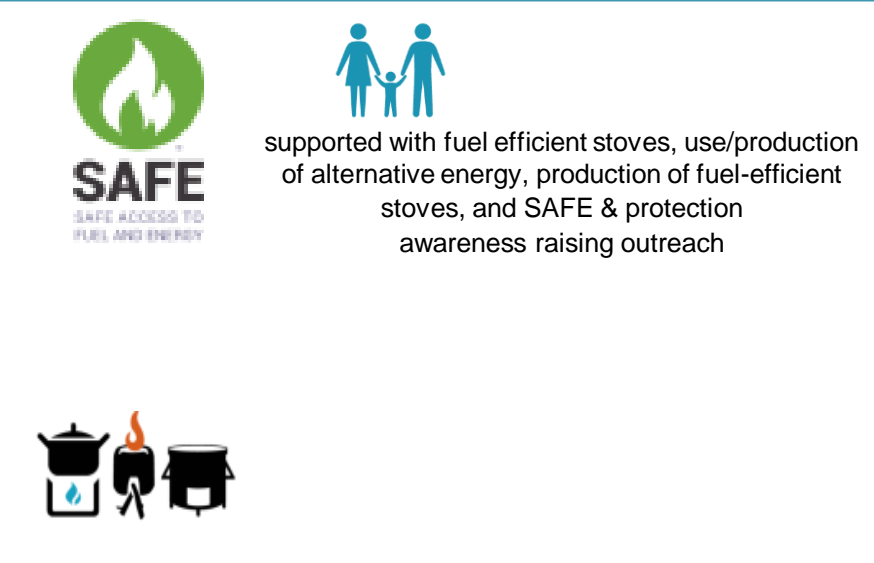 SAFE
SAFE ACCESS TO
FUEL AND ENERGY
supported with fuel efficient stoves, use/production
of alternative energy, production of fuel-efficient
stoves, and SAFE & protection
awareness raising outreach